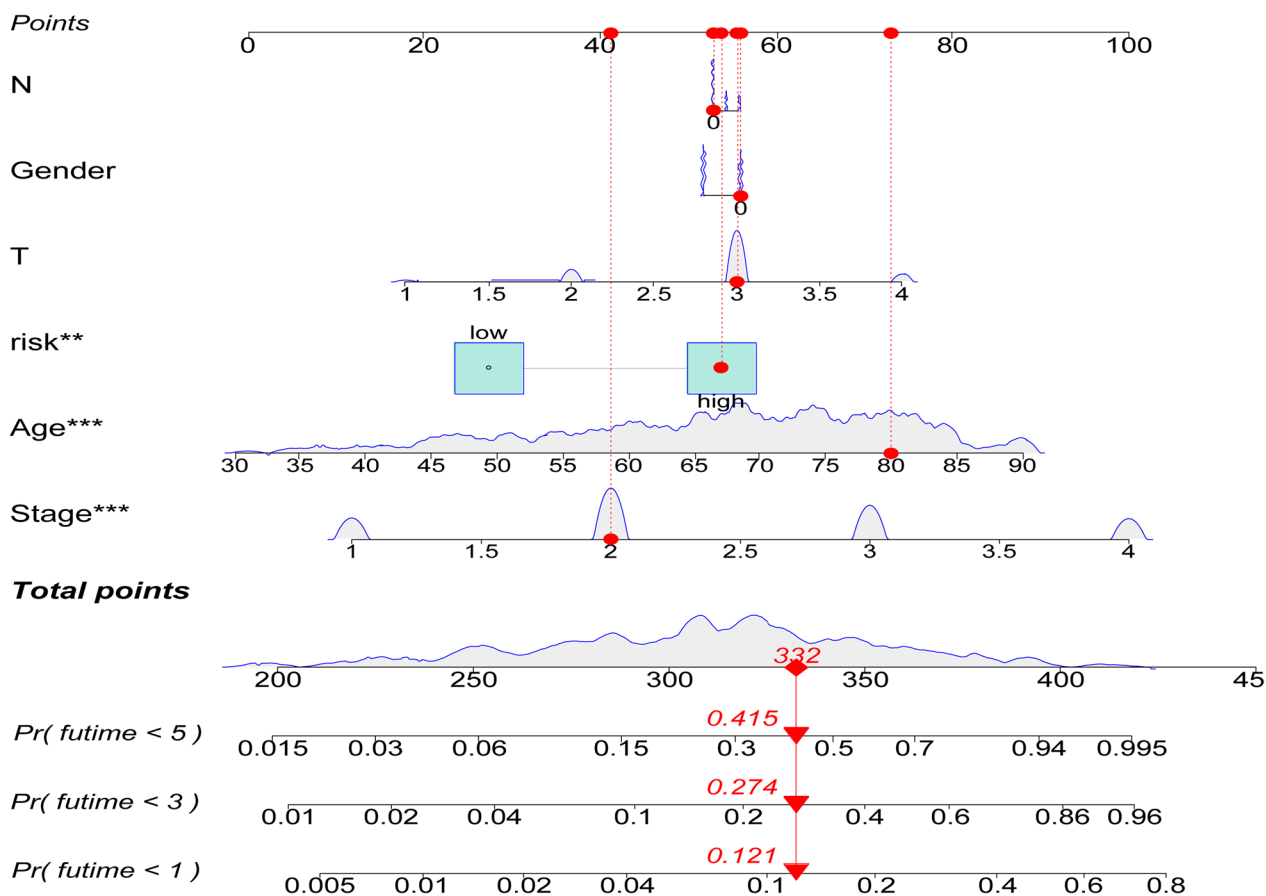 Points
0 20 40 60 80 100
N
0
Gender
0
T
1 1.5 2 2.5 3 3.5 4
risk**
low
high
Age***
30 35 40 45 50 55 60 65 70 75 80 85 90
Stage***
1 1.5 2 2.5 3 3.5 4
Total points
332
200 250 300 350 400 45
0.415
Pr( futime < 5 )
0.015 0.03 0.06 0.15 0.3 0.5 0.7 0.94 0.995
0.274
Pr( futime < 3 )
0.01 0.02 0.04 0.1 0.2 0.4 0.6 0.86 0.96
0.121
Pr( futime < 1 )
0.005 0.01 0.02 0.04 0.1 0.2 0.4 0.6 0.8